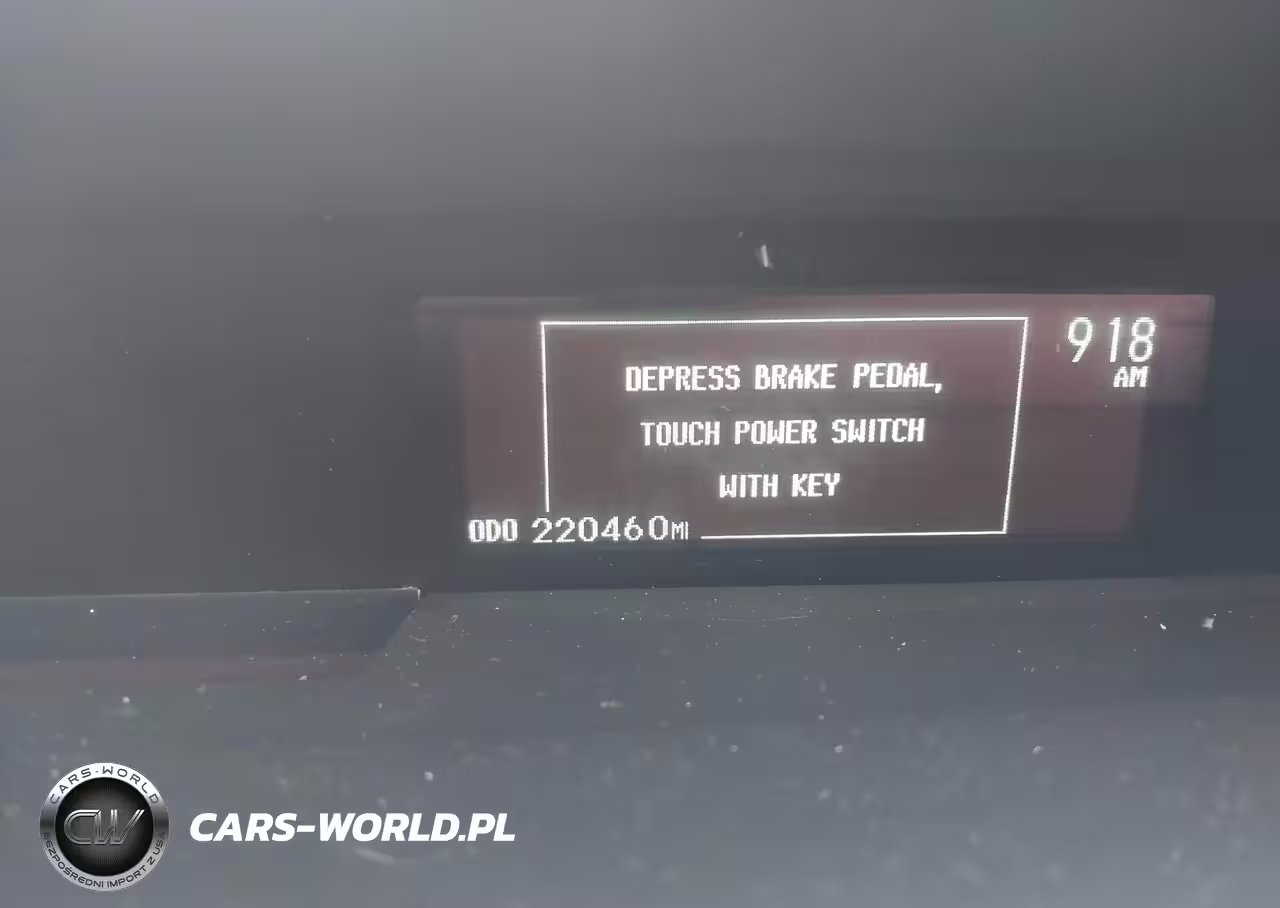 918
AM
DEPRESS BRAKE PEDAL,
TOUCH POWER SWITCH
WITH KEY
ODO 220460MI
CARS-WORLD
CW
BEZPOŚREDNI IMPORT Z USA
CARS-WORLD.PL